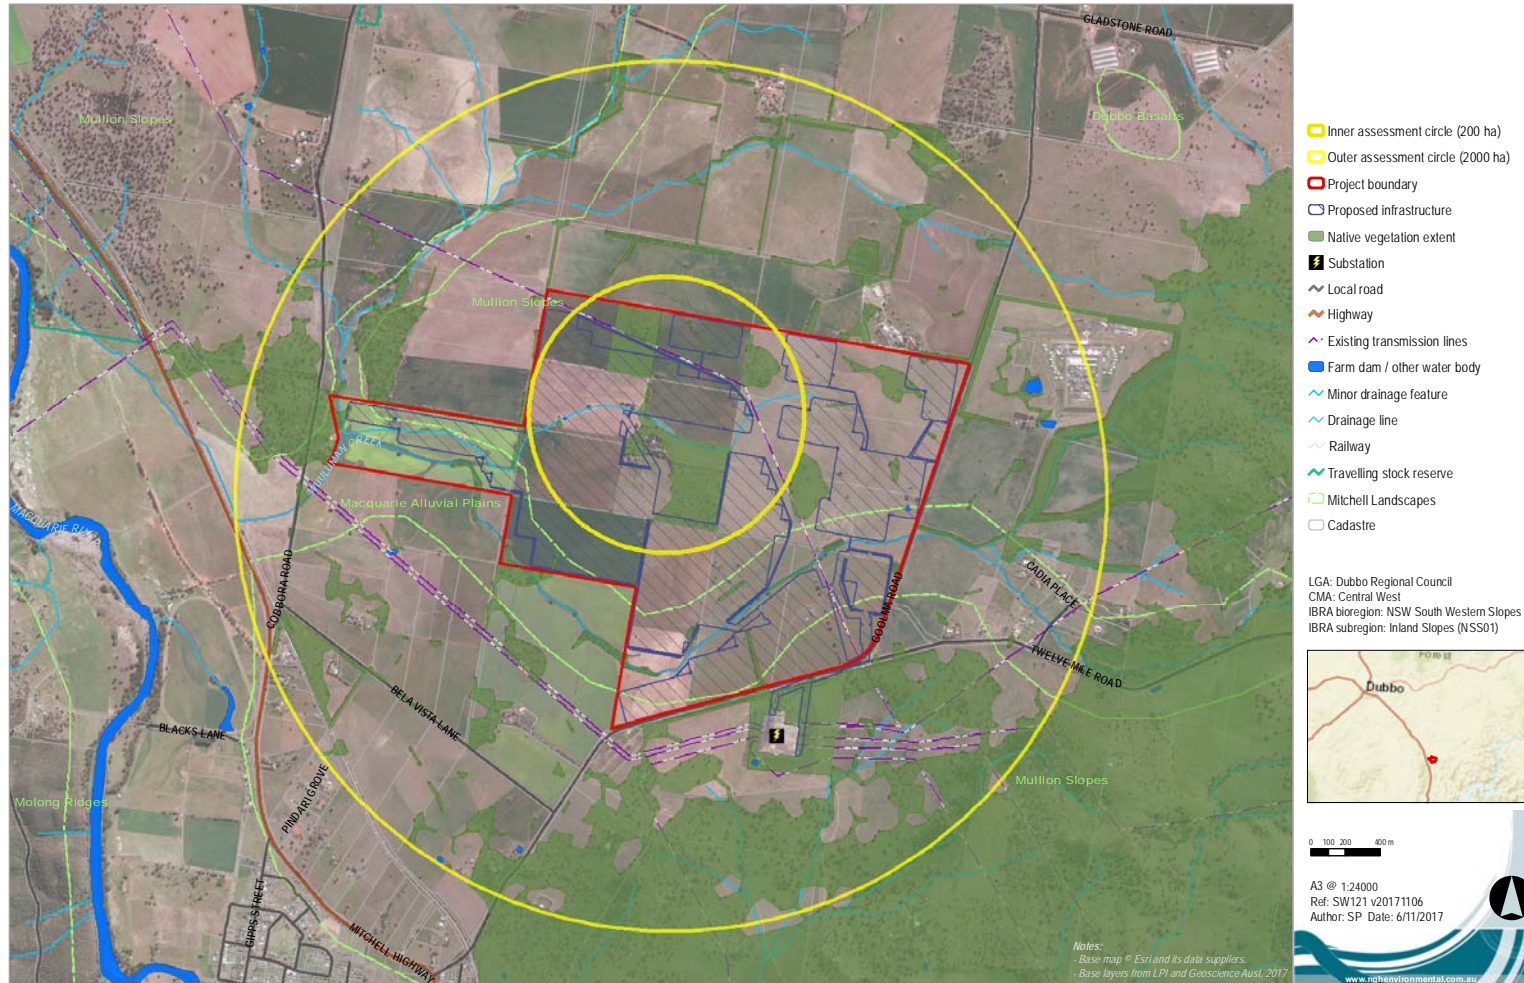 GLADSTONE ROAD
Mullion Slopes
Dubbo Basalts
Mullion Slopes
Macquarie Alluvial Plains
MACQUARIE RIVER
COBBORA ROAD
GOOLMA ROAD
CADIA PLACE
TWELVE MILE ROAD
BELA VISTA LANE
BLACKS LANE
PINDARI GROVE
Mullion Slopes
Molong Ridges
GIPPS STREET
MITCHELL HIGHWAY
Notes:
- Base map © Esri and its data suppliers.
- Base layers from LPI and Geoscience Aust. 2017
Inner assessment circle (200 ha)
Outer assessment circle (2000 ha)
Project boundary
Proposed infrastructure
Native vegetation extent
Substation
Local road
Highway
Existing transmission lines
Farm dam / other water body
Minor drainage feature
Drainage line
Railway
Travelling stock reserve
Mitchell Landscapes
Cadastre
LGA: Dubbo Regional Council
CMA: Central West
IBRA bioregion: NSW South Western Slopes
IBRA subregion: Inland Slopes (NSS01)
Forest
Dubbo
0 100 200 400 m
A3 @ 1:24000
Ref: SW121 v20171106
Author: SP Date: 6/11/2017
www.nghenvironmental.com.au